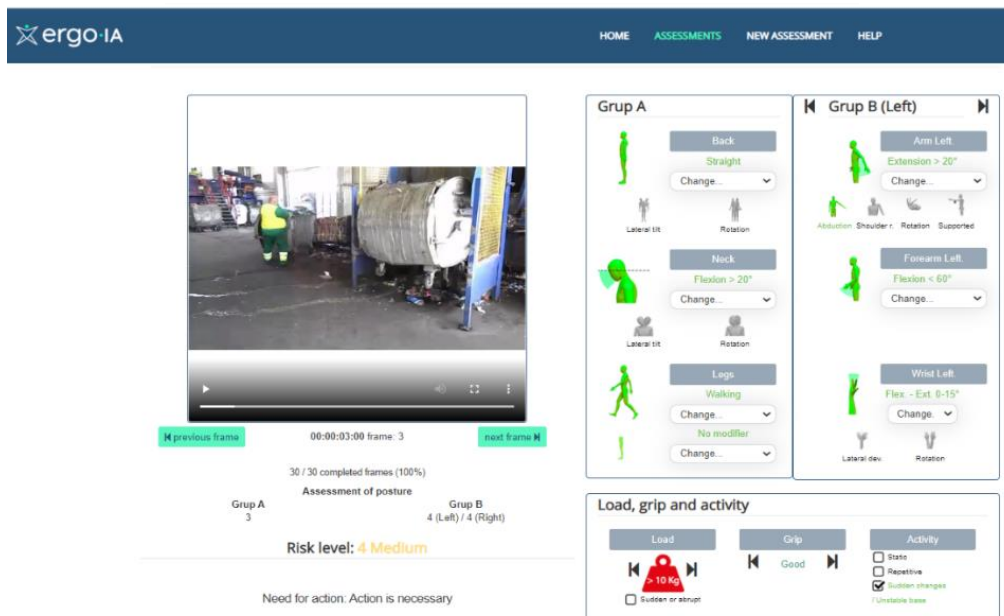 ergo·IA
HOME ASSESSMENTS NEW ASSESSMENT HELP
previous frame 00:00:03:00 frame: 3 next frame
30 / 30 completed frames (100%)
Assessment of posture
Grup A Grup B
3 4 (Left) / 4 (Right)
Risk level: 4 Medium
Need for action: Action is necessary
Grup A
Back
Straight
Change...
Lateral tilt Rotation
Neck
Flexion > 20°
Change...
Lateral tilt Rotation
Legs
Walking
Change...
No modifier
Change...
Grup B (Left)
Arm Left.
Extension > 20°
Change...
Abduction Shoulder r. Rotation Supported
Forearm Left.
Flexion < 60°
Change...
Wrist Left.
Flex. - Ext. 0-15°
Change.
Lateral dev. Rotation
Load, grip and activity
Load
> 10 Kg
Sudden or abrupt
Grip
Good
Activity
Static
Repetitive
Sudden changes
/ Unstable base